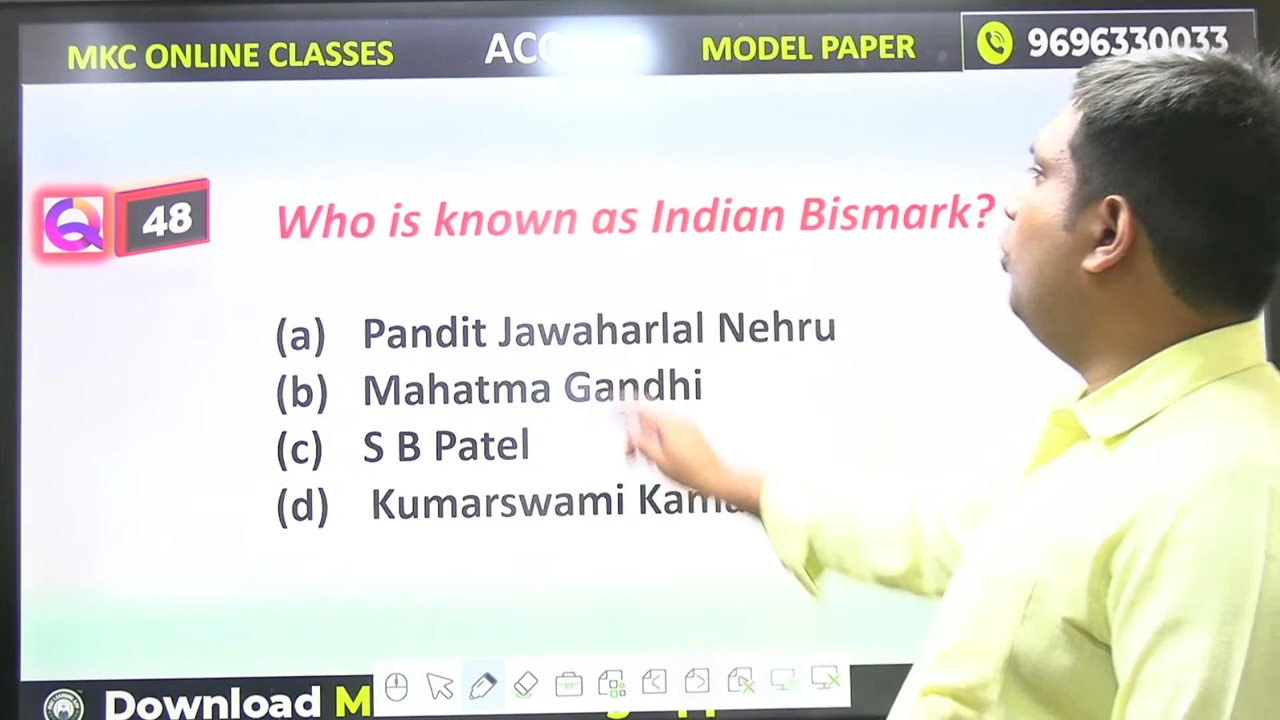 MKC ONLINE CLASSES
MODEL PAPER
9696330033
48
Who is known as Indian Bismark?
(a) Pandit Jawaharlal Nehru
(b) Mahatma Gandhi
(c) S B Patel
(d) Kumarswami
Download